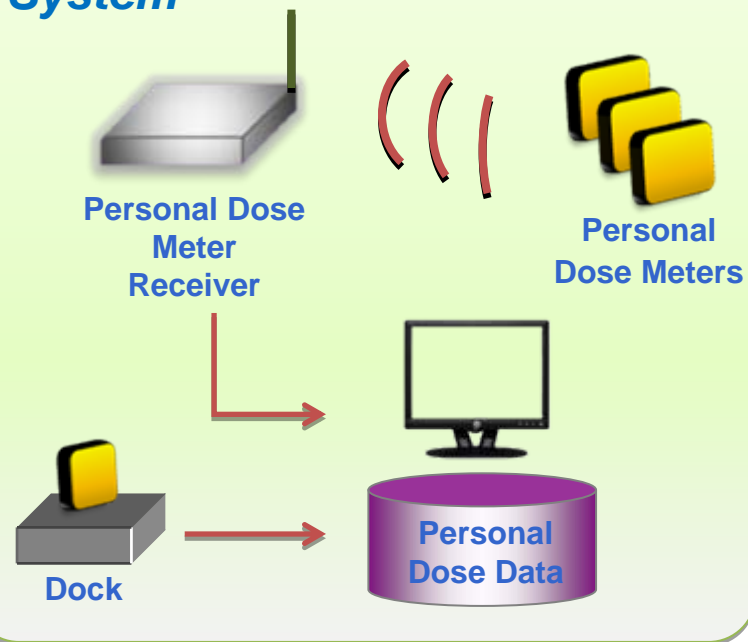 System
Personal Dose
Meter
Receiver
Personal
Dose Meters
Personal
Dose Data
Dock